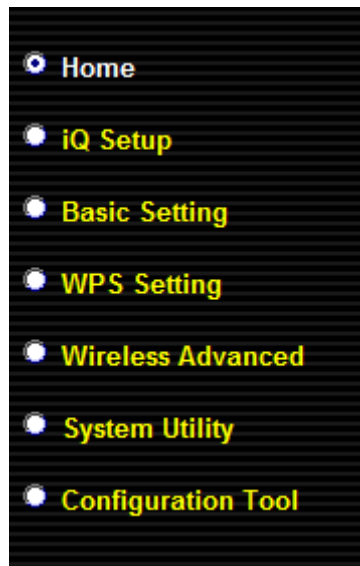 Home
iQ Setup
Basic Setting
WPS Setting
Wireless Advanced
System Utility
Configuration Tool